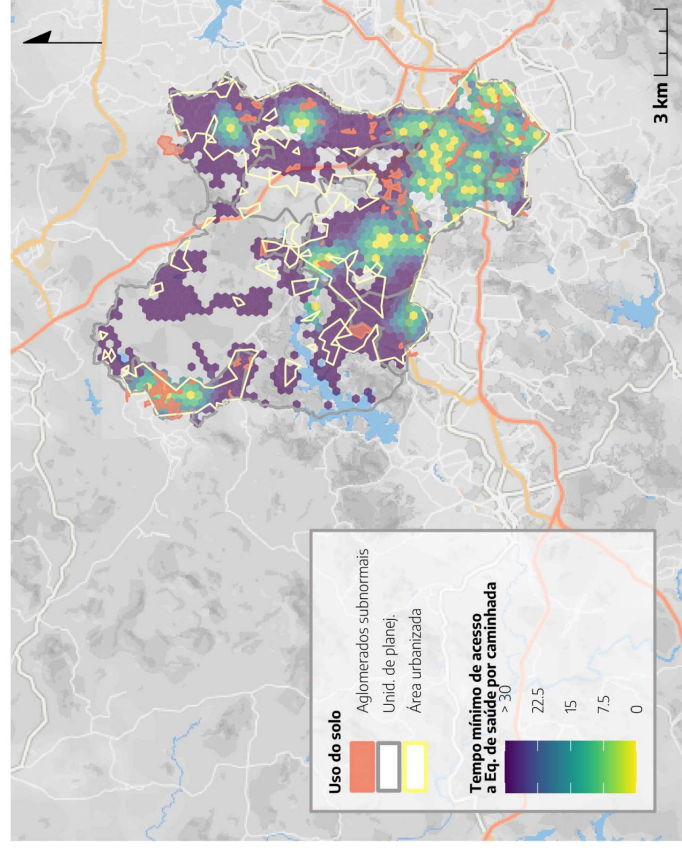 Uso do solo
Aglomerados subnormais
Unid. de planej.
Área urbanizada
Tempo mínimo de acesso
a Eq. de saúde por caminhada
> 30
22.5
15
7.5
0
3 km